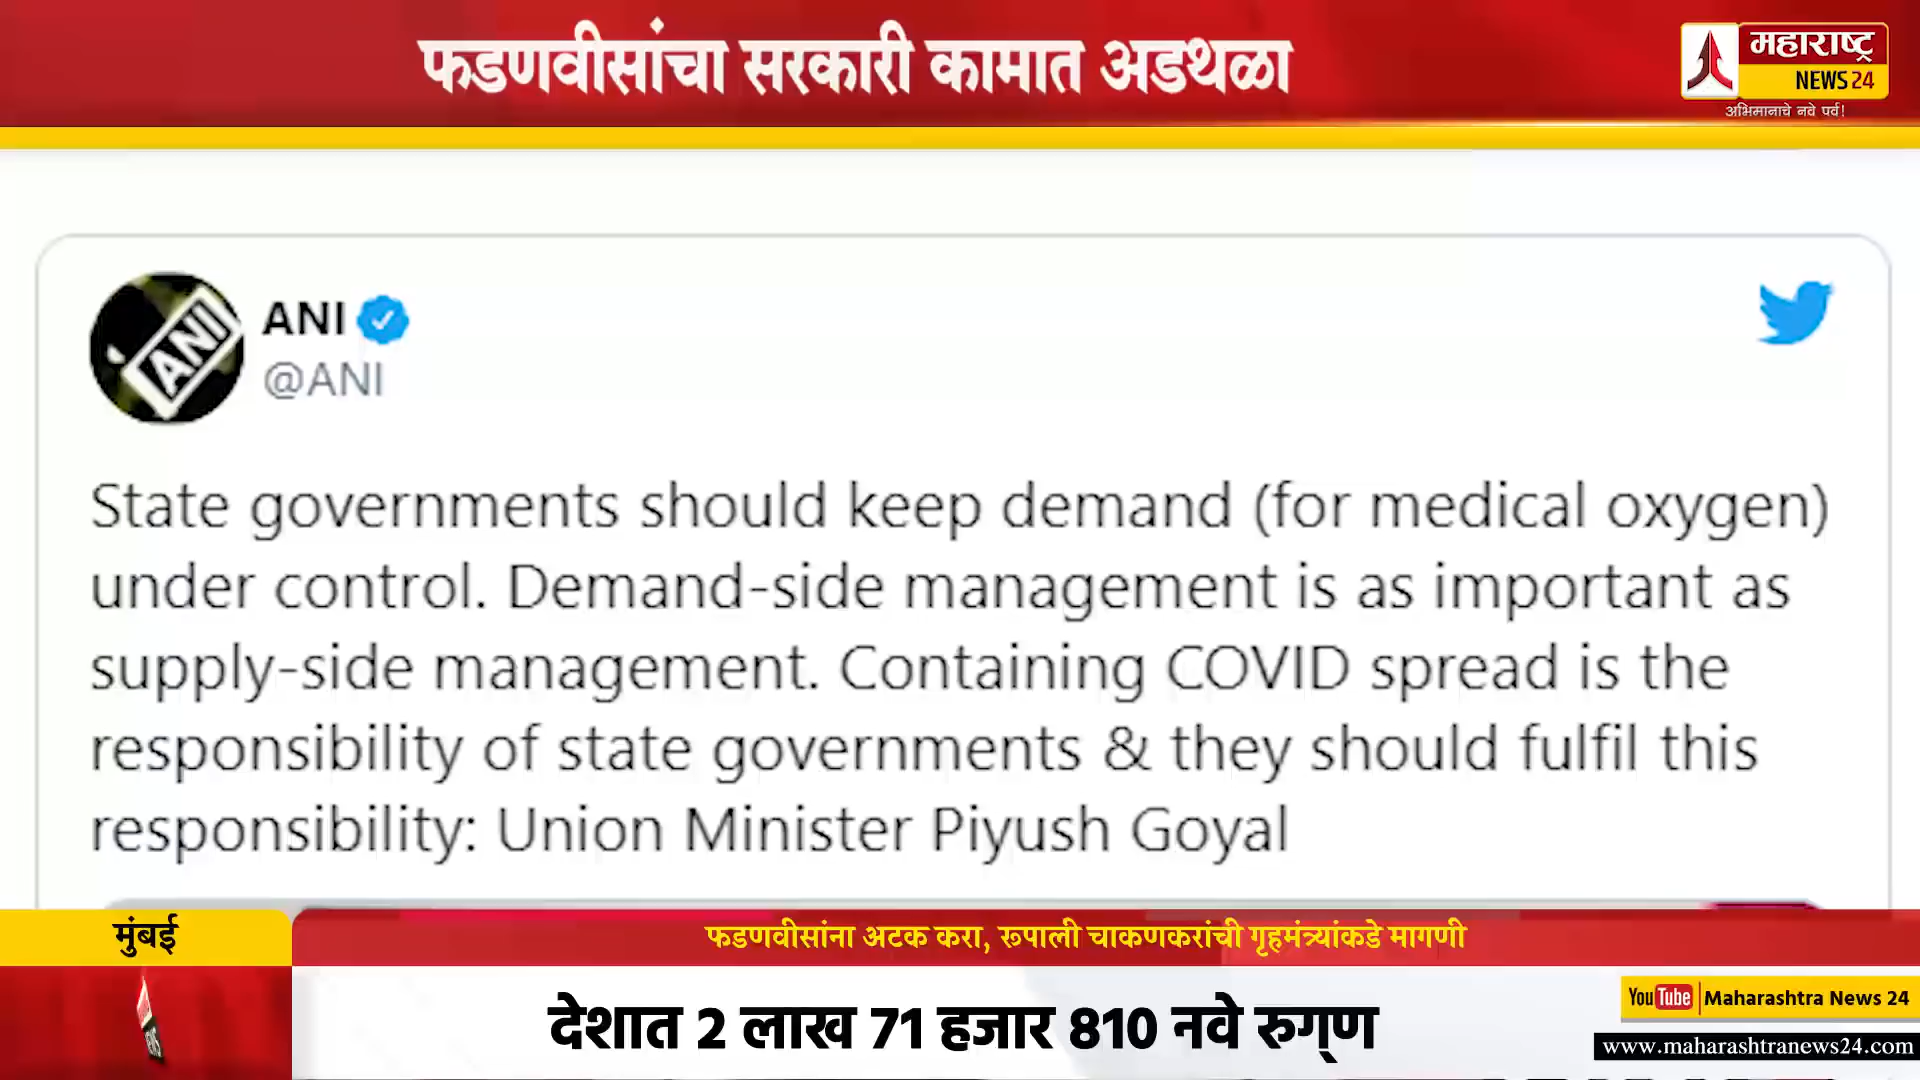 फडणवीसांचा सरकारी कामात अडथळा
महाराष्ट्र
NEWS 24
अभिमानाचे नवे पर्व!
ANI
ANI
@ANI
State governments should keep demand (for medical oxygen)
under control. Demand-side management is as important as
supply-side management. Containing COVID spread is the
responsibility of state governments & they should fulfil this
responsibility: Union Minister Piyush Goyal
मुंबई
फडणवीसांना अटक करा, रूपाली चाकणकरांची गृहमंत्र्यांकडे मागणी
देशात 2 लाख 71 हजार 810 नवे रुग्ण
YouTube Maharashtra News 24
www.maharashtranews24.com